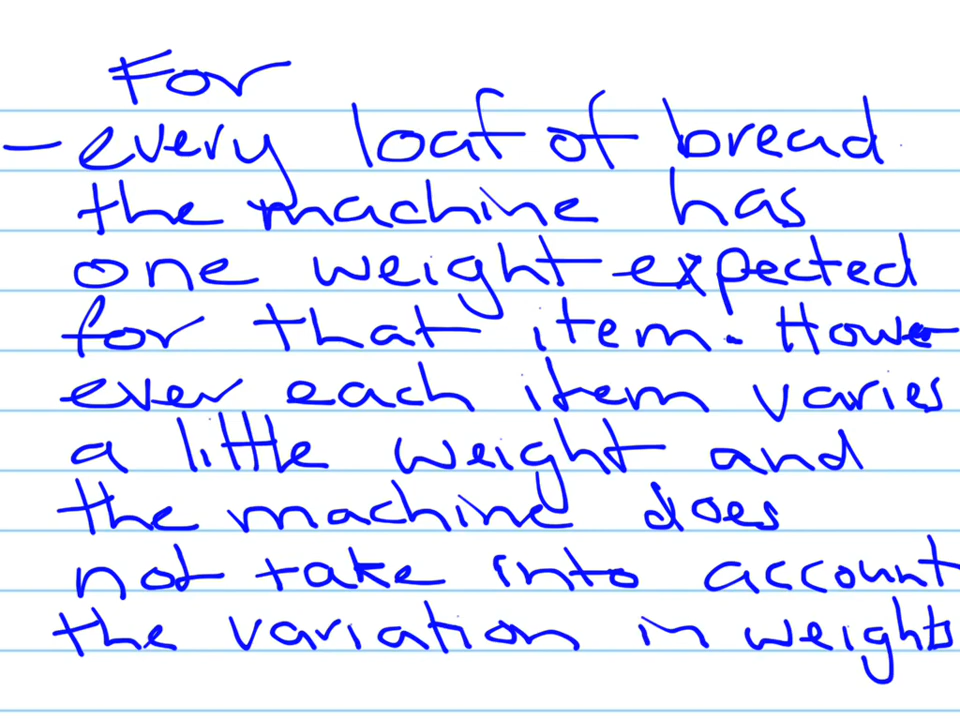 For
- every loaf of bread
the machine has
one weight expected
for that item. Howe
ever each item varies
a little weight and
the machine does
not take into account
the variation in weights